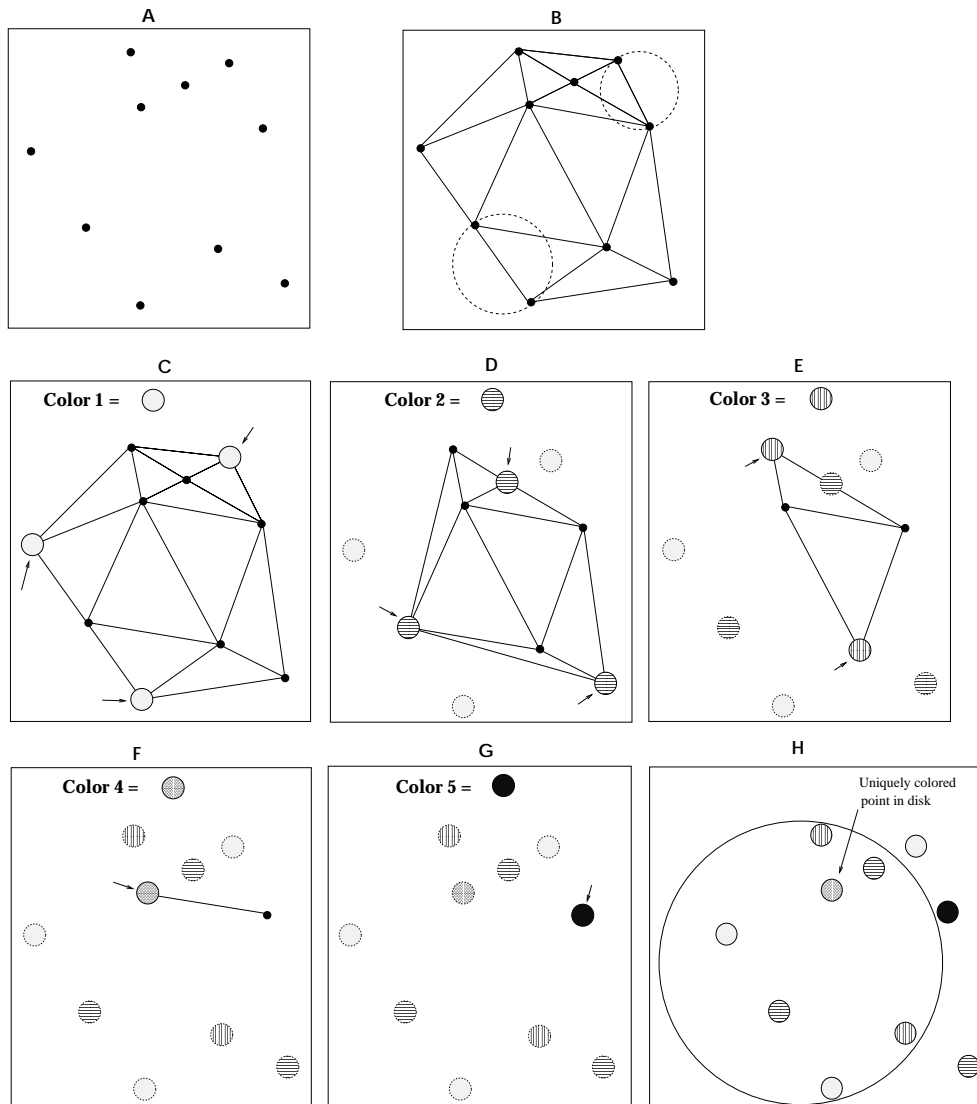 A
B
C
Color 1 =
D
Color 2 =
E
Color 3 =
F
Color 4 =
G
Color 5 =
H
Uniquely colored
point in disk